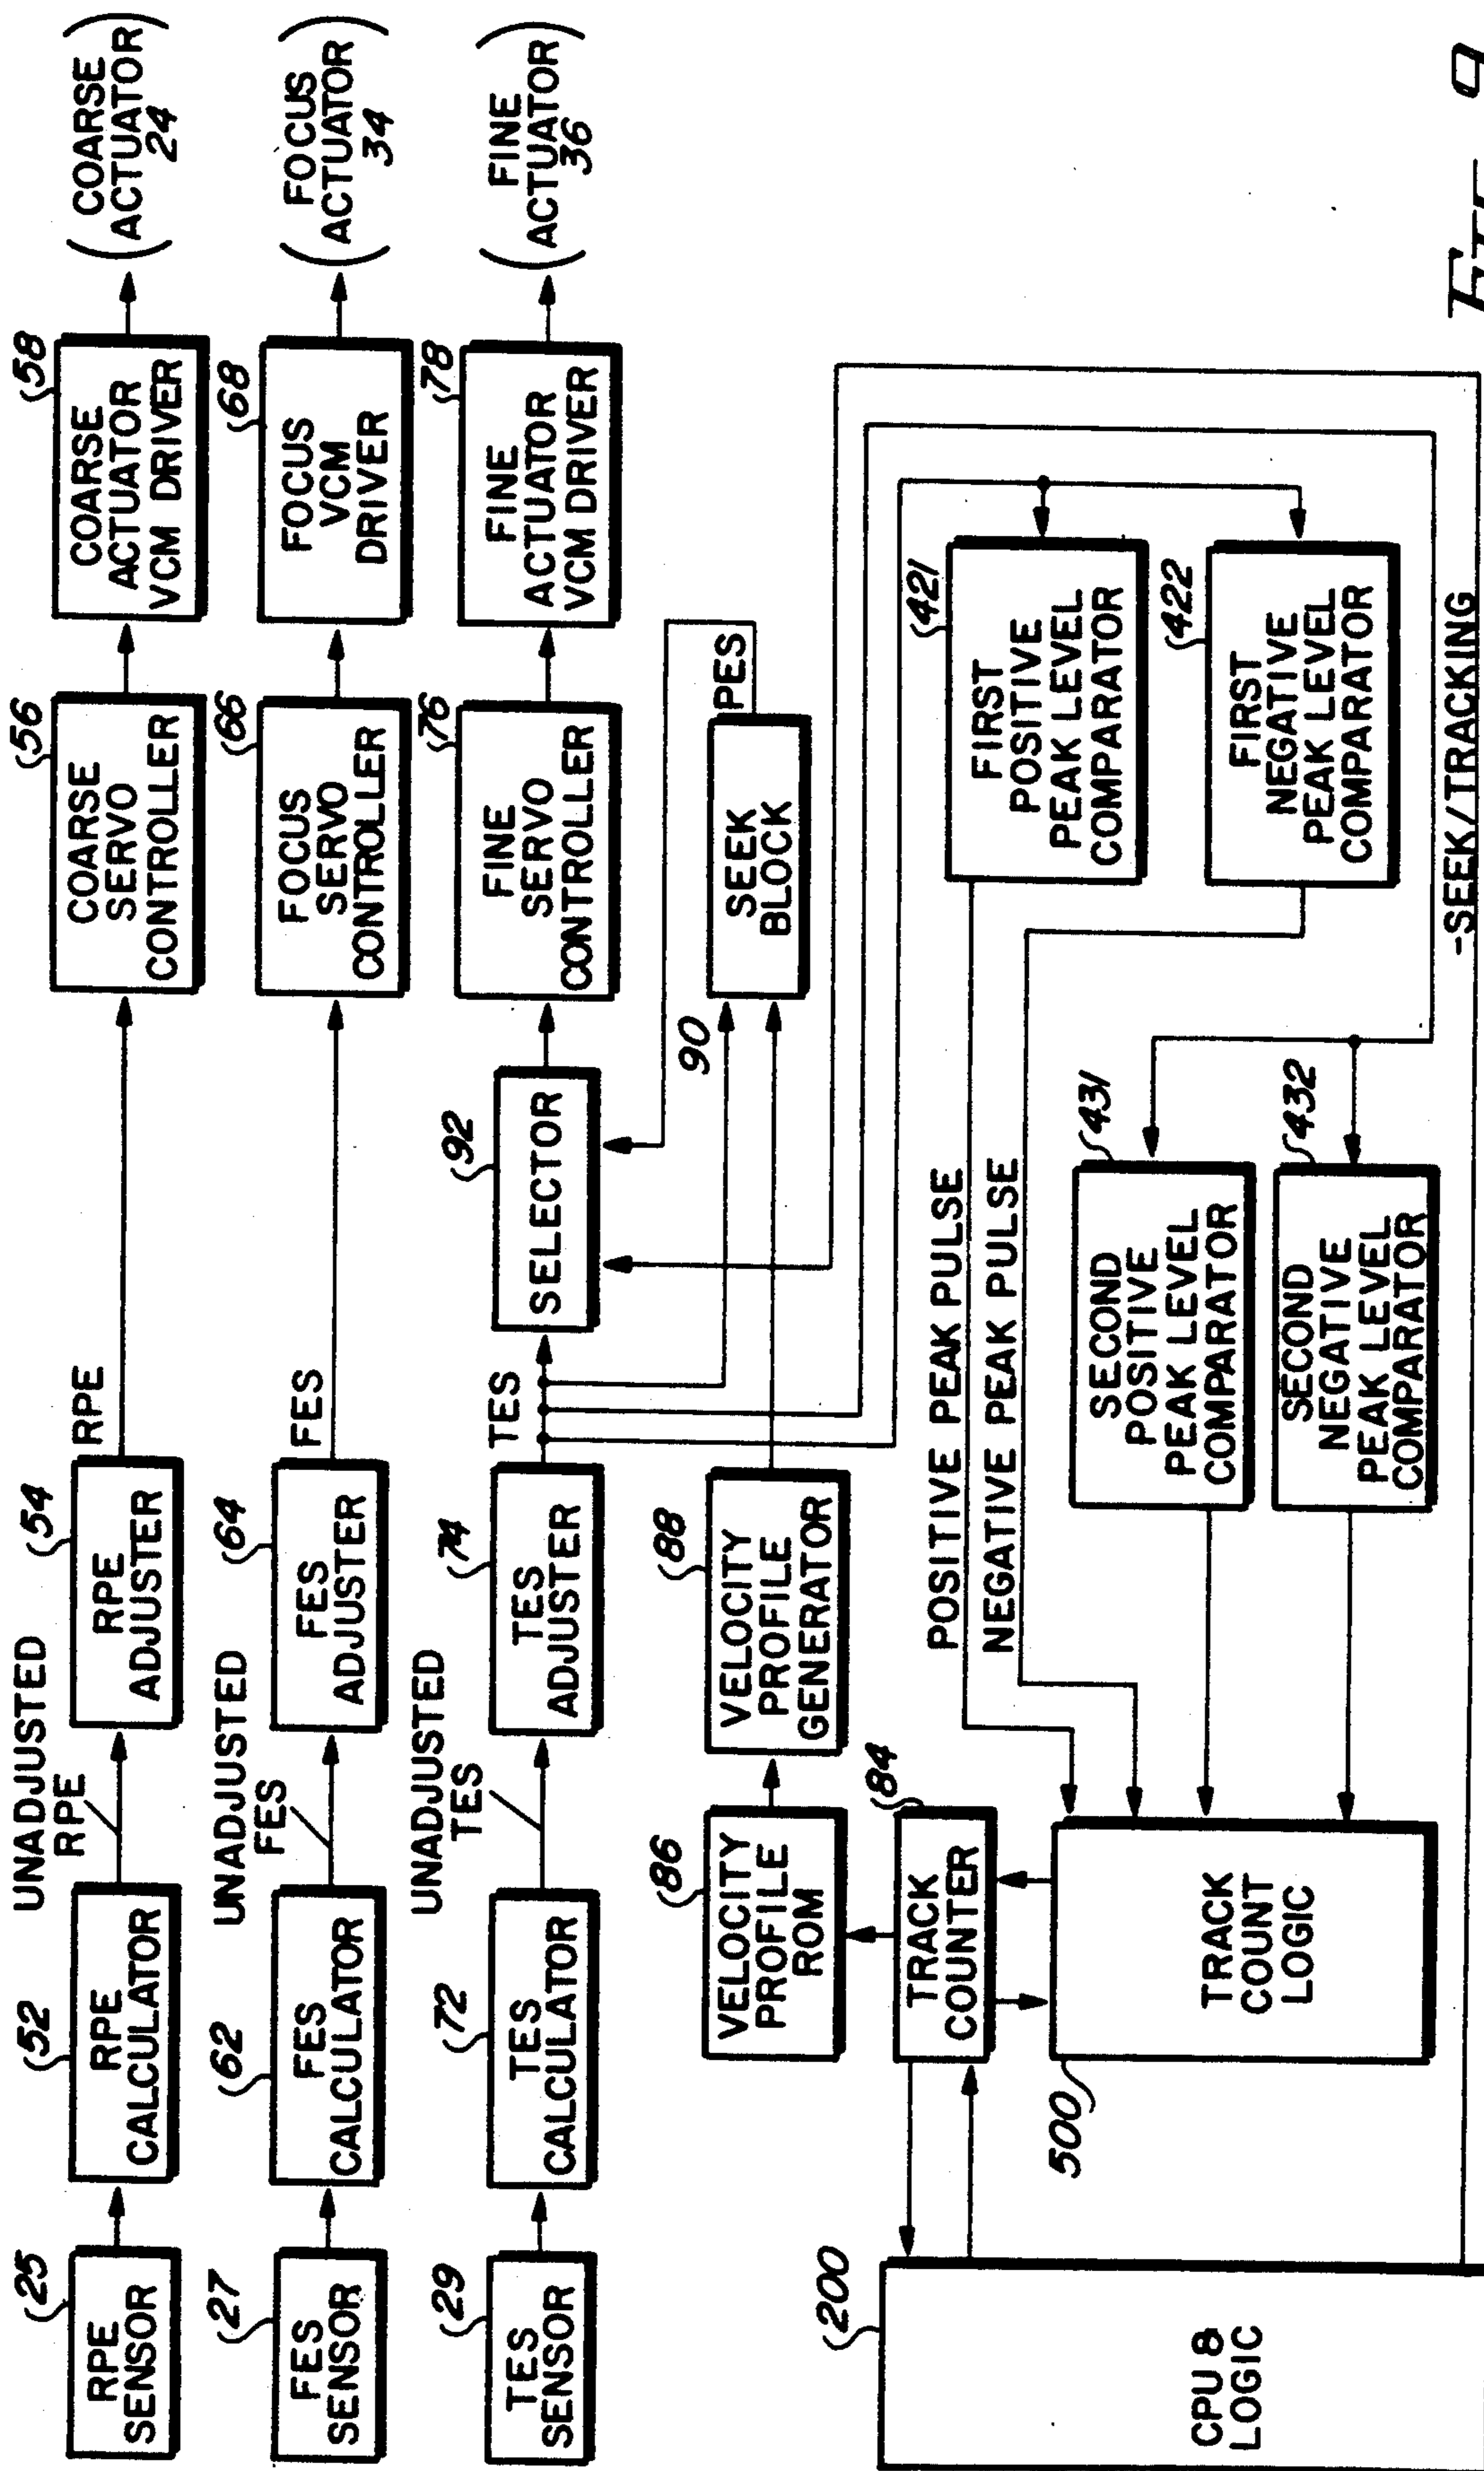 25
RPE
SENSOR
52
RPE
CALCULATOR
UNADJUSTED
RPE
54
RPE
ADJUSTER
RPE
56
COARSE
SERVO
CONTROLLER
58
COARSE
ACTUATOR
VCM DRIVER
(COARSE
ACTUATOR)
24
27
FES
SENSOR
62
FES
CALCULATOR
UNADJUSTED
FES
64
FES
ADJUSTER
FES
66
FOCUS
SERVO
CONTROLLER
68
FOCUS
VCM
DRIVER
(FOCUS
ACTUATOR)
34
29
TES
SENSOR
72
TES
CALCULATOR
UNADJUSTED
TES
74
TES
ADJUSTER
TES
92
SELECTOR
76
FINE
SERVO
CONTROLLER
78
FINE
ACTUATOR
VCM DRIVER
(FINE
ACTUATOR)
36
86
VELOCITY
PROFILE
ROM
88
VELOCITY
PROFILE
GENERATOR
90
SEEK
BLOCK
PES
84
TRACK
COUNTER
POSITIVE PEAK PULSE
NEGATIVE PEAK PULSE
421
FIRST
POSITIVE
PEAK LEVEL
COMPARATOR
422
FIRST
NEGATIVE
PEAK LEVEL
COMPARATOR
200
CPU &
LOGIC
500
TRACK
COUNT
LOGIC
431
SECOND
POSITIVE
PEAK LEVEL
COMPARATOR
432
SECOND
NEGATIVE
PEAK LEVEL
COMPARATOR
-SEEK/TRACKING